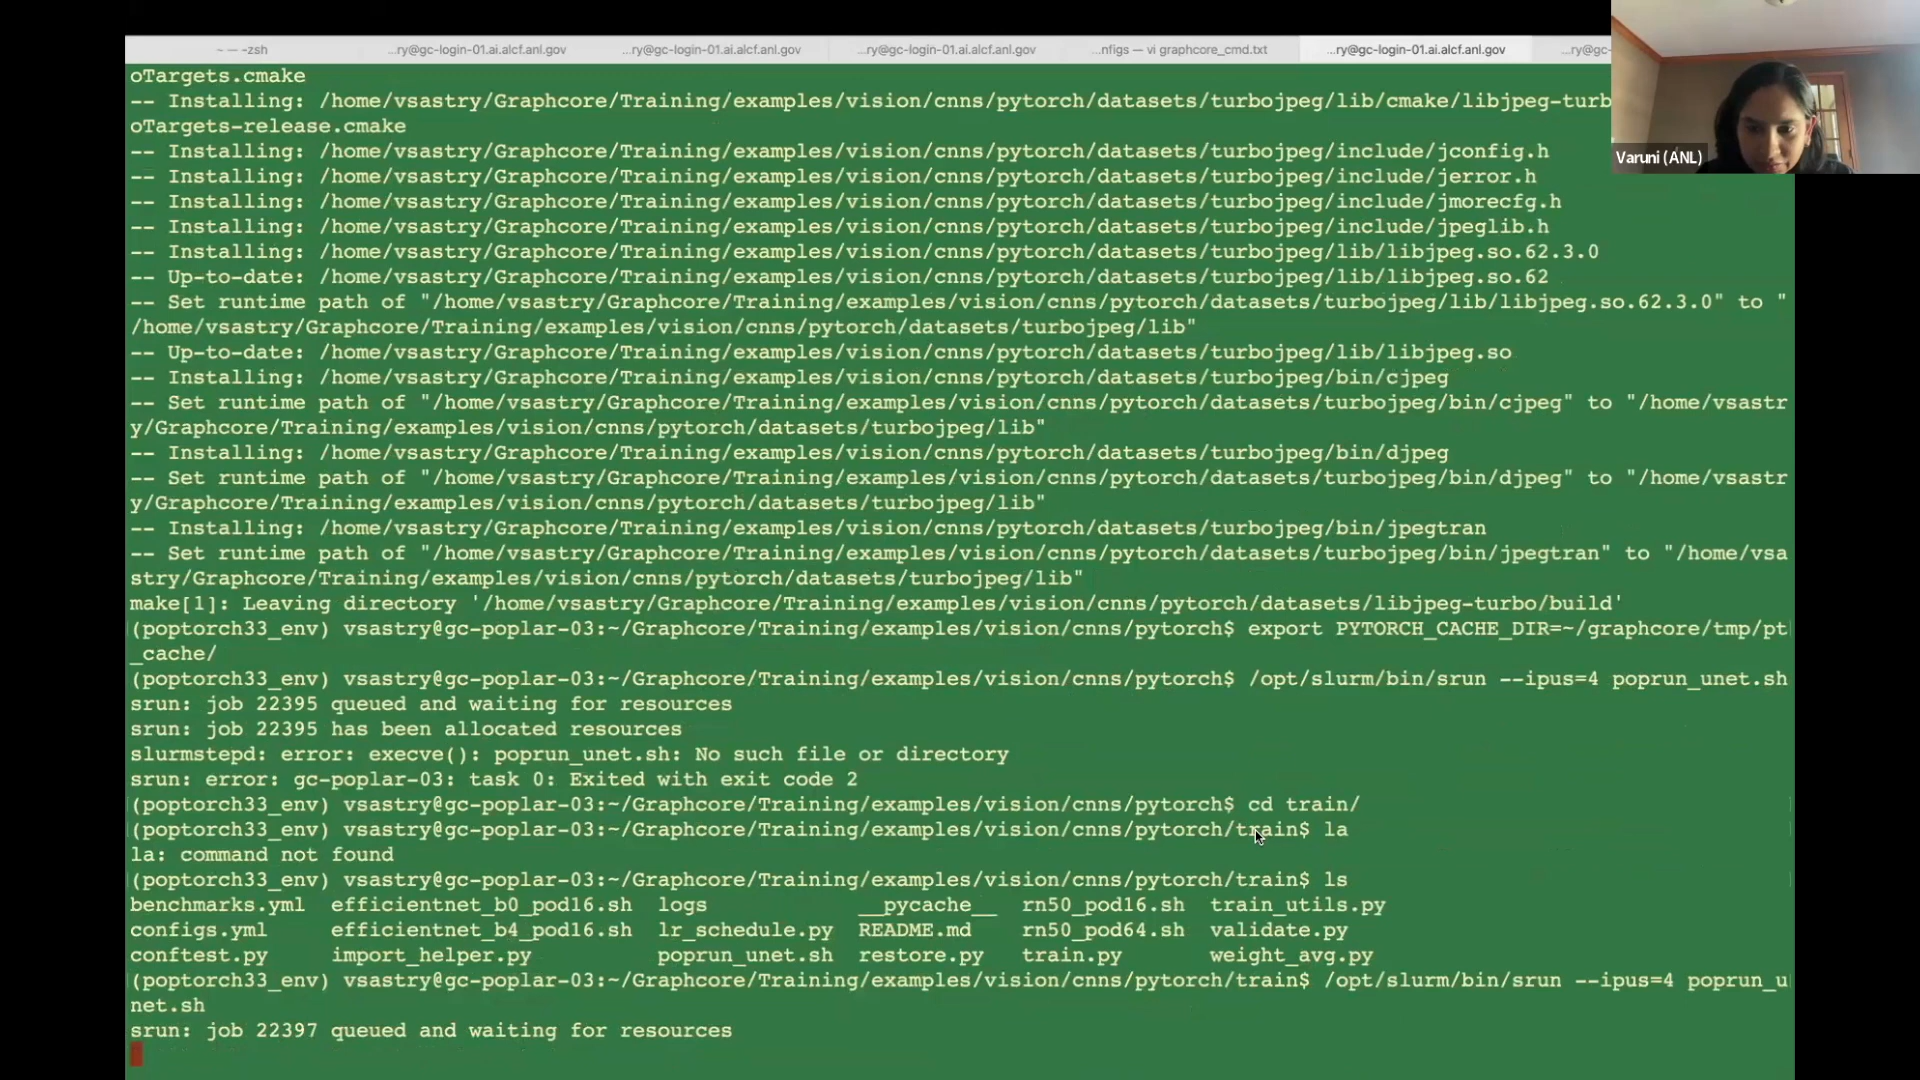 ~ — -zsh
...ry@gc-login-01.ai.alcf.anl.gov
...ry@gc-login-01.ai.alcf.anl.gov
...ry@gc-login-01.ai.alcf.anl.gov
...nfigs — vi graphcore_cmd.txt
...ry@gc-login-01.ai.alcf.anl.gov
...ry@gc-
Varuni (ANL)
oTargets.cmake
-- Installing: /home/vsastry/Graphcore/Training/examples/vision/cnns/pytorch/datasets/turbojpeg/lib/cmake/libjpeg-turb
oTargets-release.cmake
-- Installing: /home/vsastry/Graphcore/Training/examples/vision/cnns/pytorch/datasets/turbojpeg/include/jconfig.h
-- Installing: /home/vsastry/Graphcore/Training/examples/vision/cnns/pytorch/datasets/turbojpeg/include/jerror.h
-- Installing: /home/vsastry/Graphcore/Training/examples/vision/cnns/pytorch/datasets/turbojpeg/include/jmorecfg.h
-- Installing: /home/vsastry/Graphcore/Training/examples/vision/cnns/pytorch/datasets/turbojpeg/include/jpeglib.h
-- Installing: /home/vsastry/Graphcore/Training/examples/vision/cnns/pytorch/datasets/turbojpeg/lib/libjpeg.so.62.3.0
-- Up-to-date: /home/vsastry/Graphcore/Training/examples/vision/cnns/pytorch/datasets/turbojpeg/lib/libjpeg.so.62
-- Set runtime path of "/home/vsastry/Graphcore/Training/examples/vision/cnns/pytorch/datasets/turbojpeg/lib/libjpeg.so.62.3.0" to "
/home/vsastry/Graphcore/Training/examples/vision/cnns/pytorch/datasets/turbojpeg/lib"
-- Up-to-date: /home/vsastry/Graphcore/Training/examples/vision/cnns/pytorch/datasets/turbojpeg/lib/libjpeg.so
-- Installing: /home/vsastry/Graphcore/Training/examples/vision/cnns/pytorch/datasets/turbojpeg/bin/cjpeg
-- Set runtime path of "/home/vsastry/Graphcore/Training/examples/vision/cnns/pytorch/datasets/turbojpeg/bin/cjpeg" to "/home/vsastr
y/Graphcore/Training/examples/vision/cnns/pytorch/datasets/turbojpeg/lib"
-- Installing: /home/vsastry/Graphcore/Training/examples/vision/cnns/pytorch/datasets/turbojpeg/bin/djpeg
-- Set runtime path of "/home/vsastry/Graphcore/Training/examples/vision/cnns/pytorch/datasets/turbojpeg/bin/djpeg" to "/home/vsastr
y/Graphcore/Training/examples/vision/cnns/pytorch/datasets/turbojpeg/lib"
-- Installing: /home/vsastry/Graphcore/Training/examples/vision/cnns/pytorch/datasets/turbojpeg/bin/jpegtran
-- Set runtime path of "/home/vsastry/Graphcore/Training/examples/vision/cnns/pytorch/datasets/turbojpeg/bin/jpegtran" to "/home/vsa
stry/Graphcore/Training/examples/vision/cnns/pytorch/datasets/turbojpeg/lib"
make[1]: Leaving directory '/home/vsastry/Graphcore/Training/examples/vision/cnns/pytorch/datasets/libjpeg-turbo/build'
(poptorch33_env) vsastry@gc-poplar-03:~/Graphcore/Training/examples/vision/cnns/pytorch$ export PYTORCH_CACHE_DIR=~/graphcore/tmp/pt
_cache/
(poptorch33_env) vsastry@gc-poplar-03:~/Graphcore/Training/examples/vision/cnns/pytorch$ /opt/slurm/bin/srun --ipus=4 poprun_unet.sh
srun: job 22395 queued and waiting for resources
srun: job 22395 has been allocated resources
slurmstepd: error: execve(): poprun_unet.sh: No such file or directory
srun: error: gc-poplar-03: task 0: Exited with exit code 2
(poptorch33_env) vsastry@gc-poplar-03:~/Graphcore/Training/examples/vision/cnns/pytorch$ cd train/
(poptorch33_env) vsastry@gc-poplar-03:~/Graphcore/Training/examples/vision/cnns/pytorch/train$ la
la: command not found
(poptorch33_env) vsastry@gc-poplar-03:~/Graphcore/Training/examples/vision/cnns/pytorch/train$ ls
benchmarks.yml efficientnet_b0_pod16.sh logs __pycache__ rn50_pod16.sh train_utils.py
configs.yml efficientnet_b4_pod16.sh lr_schedule.py README.md rn50_pod64.sh validate.py
conftest.py import_helper.py poprun_unet.sh restore.py train.py weight_avg.py
(poptorch33_env) vsastry@gc-poplar-03:~/Graphcore/Training/examples/vision/cnns/pytorch/train$ /opt/slurm/bin/srun --ipus=4 poprun_u
net.sh
srun: job 22397 queued and waiting for resources